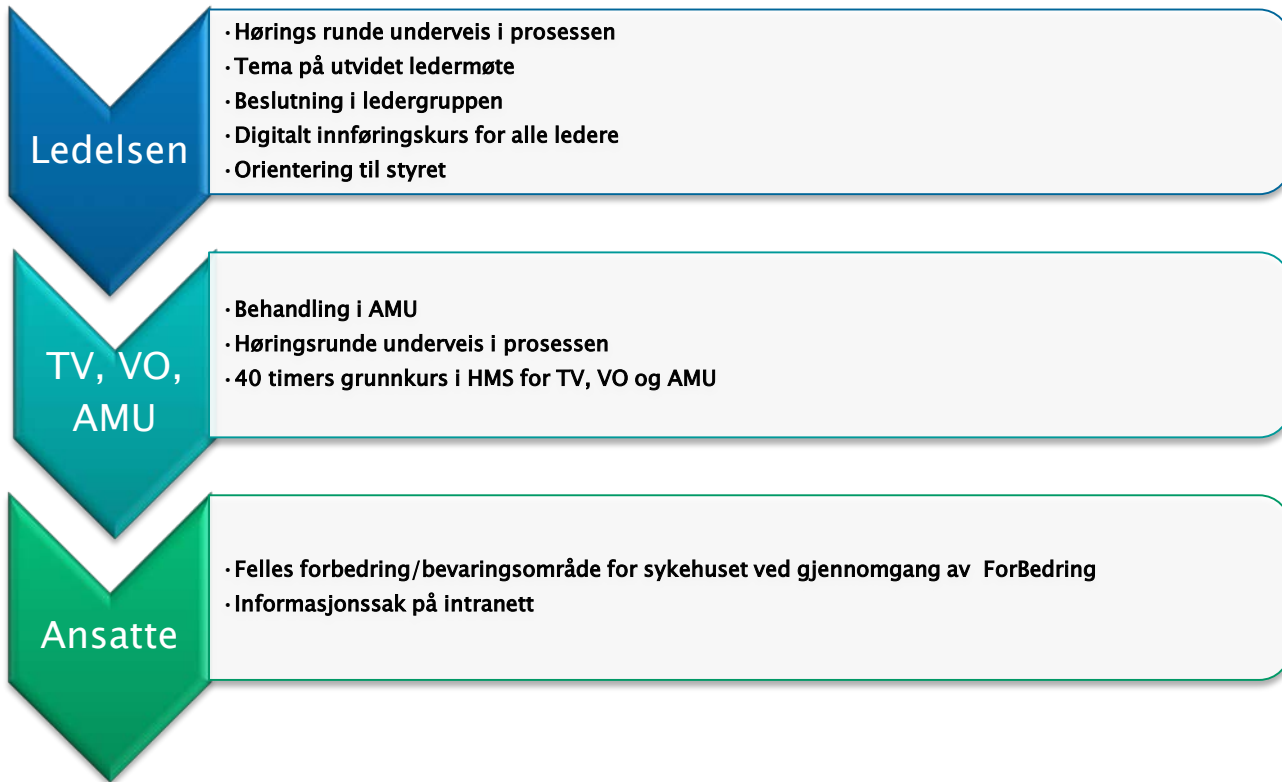 Ledelsen
·Hørings runde underveis i prosessen
·Tema på utvidet ledermøte
·Beslutning i ledergruppen
·Digitalt innføringskurs for alle ledere
·Orientering til styret
TV, VO,
AMU
·Behandling i AMU
·Høringsrunde underveis i prosessen
·40 timers grunnkurs i HMS for TV, VO og AMU
Ansatte
·Felles forbedring/bevaringsområde for sykehuset ved gjennomgang av  ForBedring
·Informasjonssak på intranett